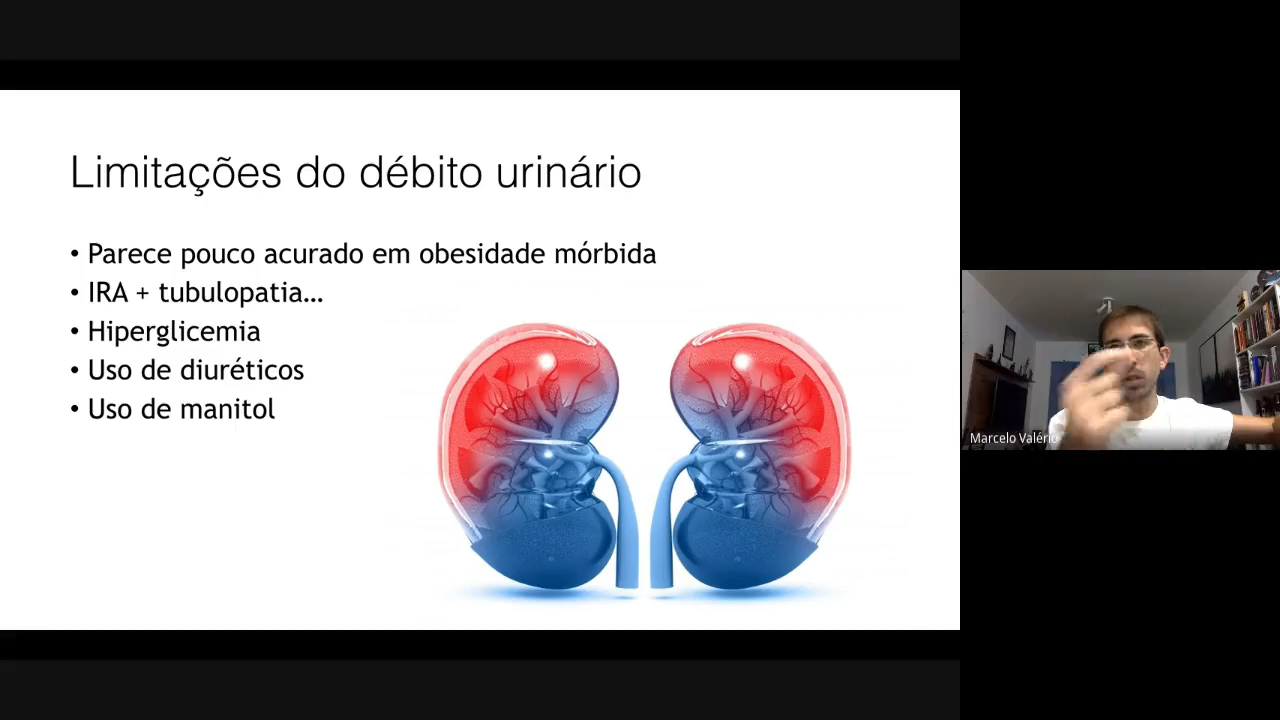 Limitações do débito urinário
• Parece pouco acurado em obesidade mórbida
• IRA + tubulopatia…
• Hiperglicemia
• Uso de diuréticos
• Uso de manitol
Marcelo Valério